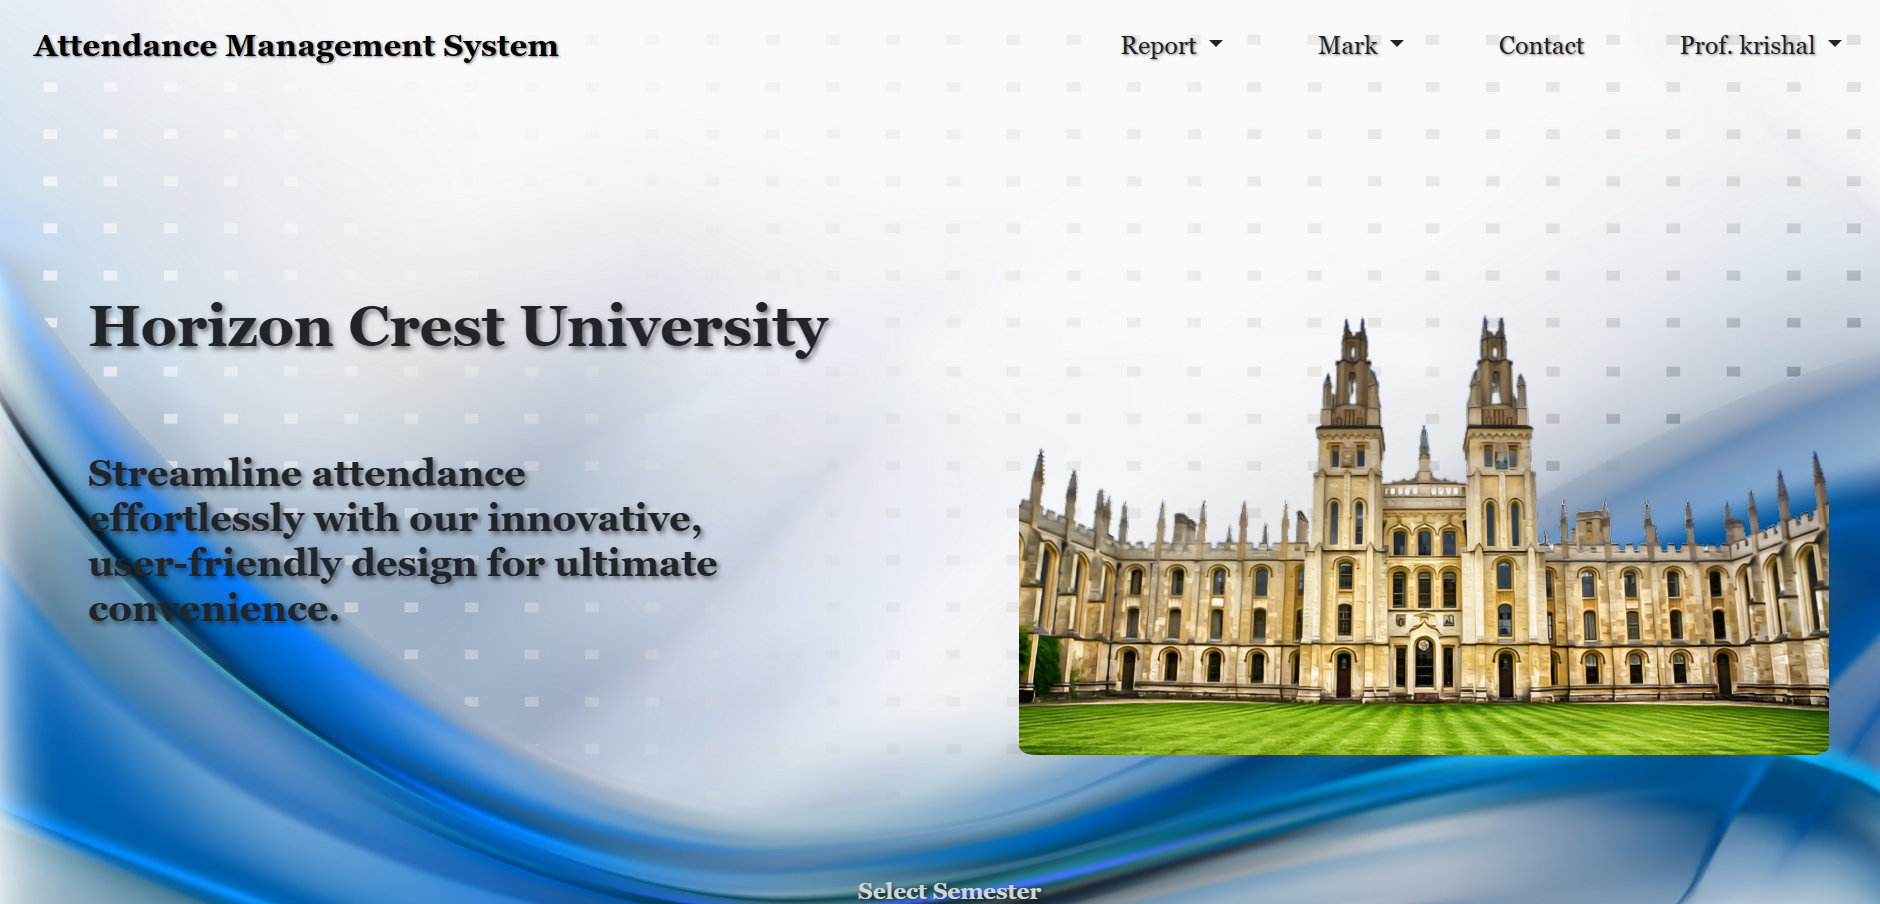 Attendance Management System
Report
Mark
Contact
Prof. krishal
Horizon Crest University
Streamline attendance
effortlessly with our innovative,
user-friendly design for ultimate
convenience.
Select Semester